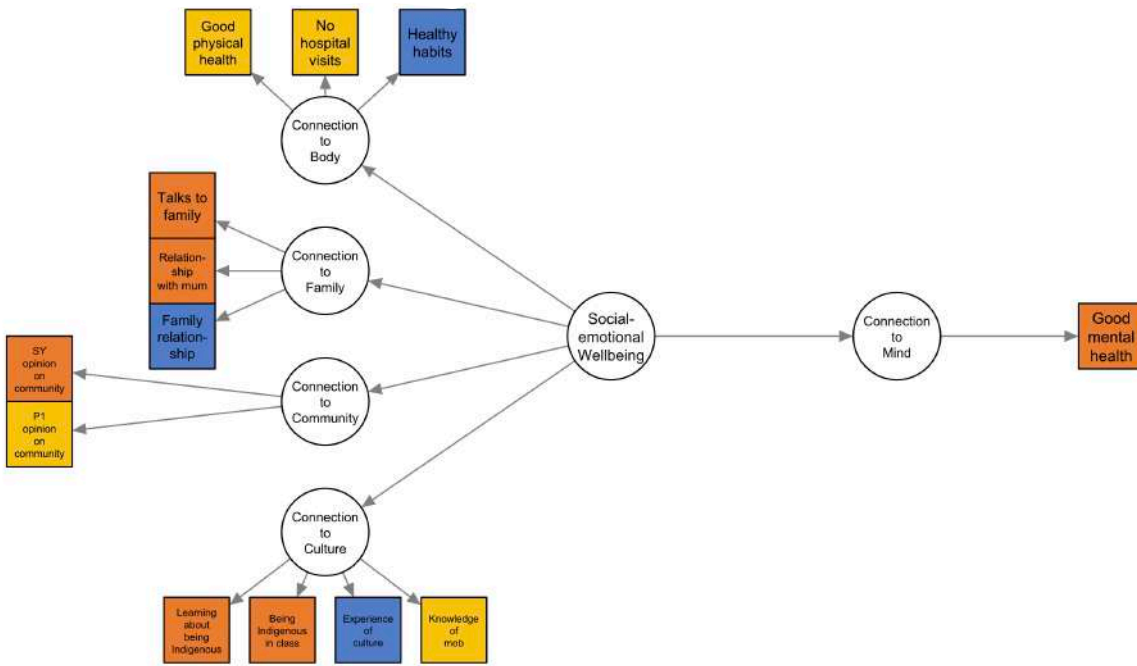 Good
physical
health
No
hospital
visits
Healthy
habits
Connection
to
Body
Talks to
family
Relation-
ship
with mum
Family
relation-
ship
Connection
to
Family
SY
opinion
on
community
P1
opinion
on
community
Connection
to
Community
Social-
emotional
Wellbeing
Connection
to
Mind
Good
mental
health
Connection
to
Culture
Learning
about
being
Indigenous
Being
Indigenous
in class
Experience
of
culture
Knowledge
of
mob